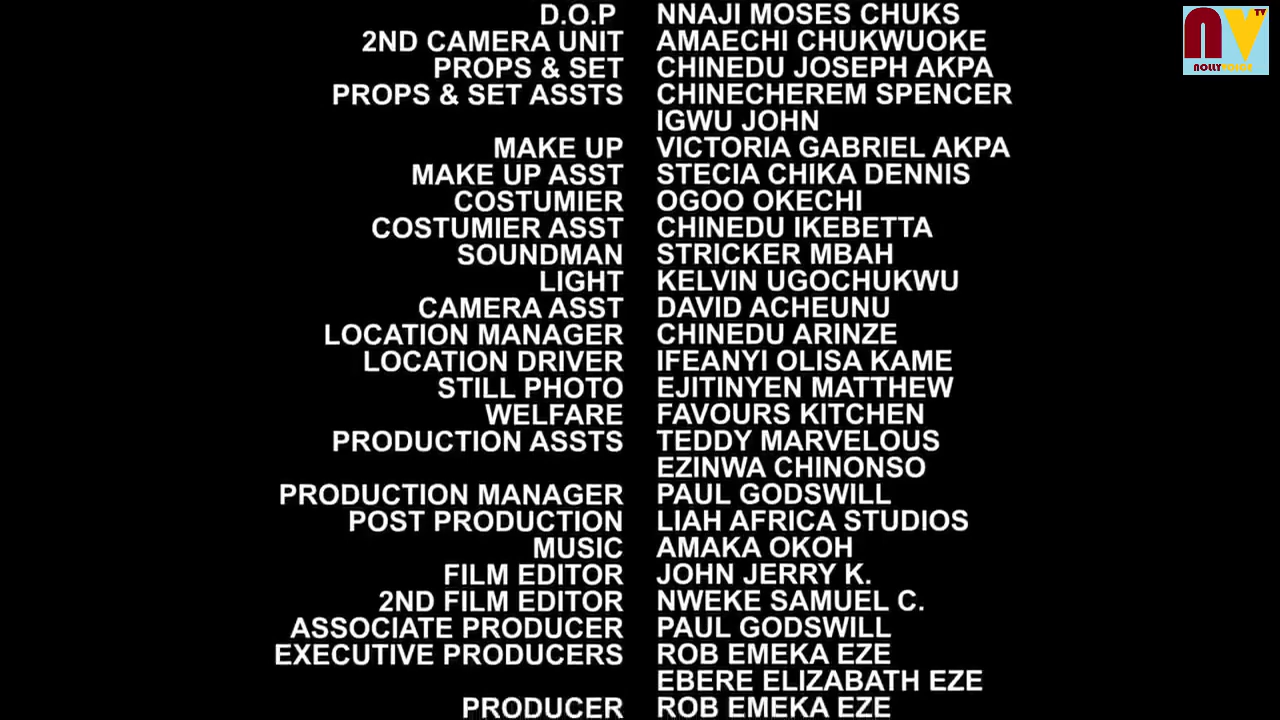 NV TV
NOLLYVOICE
D.O.P NNAJI MOSES CHUKS
2ND CAMERA UNIT AMAECHI CHUKWUOKE
PROPS & SET CHINEDU JOSEPH AKPA
PROPS & SET ASSTS CHINECHEREM SPENCER
IGWU JOHN
MAKE UP VICTORIA GABRIEL AKPA
MAKE UP ASST STECIA CHIKA DENNIS
COSTUMIER OGOO OKECHI
COSTUMIER ASST CHINEDU IKEBETTA
SOUNDMAN STRICKER MBAH
LIGHT KELVIN UGOCHUKWU
CAMERA ASST DAVID ACHEUNU
LOCATION MANAGER CHINEDU ARINZE
LOCATION DRIVER IFEANYI OLISA KAME
STILL PHOTO EJITINYEN MATTHEW
WELFARE FAVOURS KITCHEN
PRODUCTION ASSTS TEDDY MARVELOUS
EZINWA CHINONSO
PRODUCTION MANAGER PAUL GODSWILL
POST PRODUCTION LIAH AFRICA STUDIOS
MUSIC AMAKA OKOH
FILM EDITOR JOHN JERRY K.
2ND FILM EDITOR NWEKE SAMUEL C.
ASSOCIATE PRODUCER PAUL GODSWILL
EXECUTIVE PRODUCERS ROB EMEKA EZE
EBERE ELIZABATH EZE
PRODUCER ROB EMEKA EZE